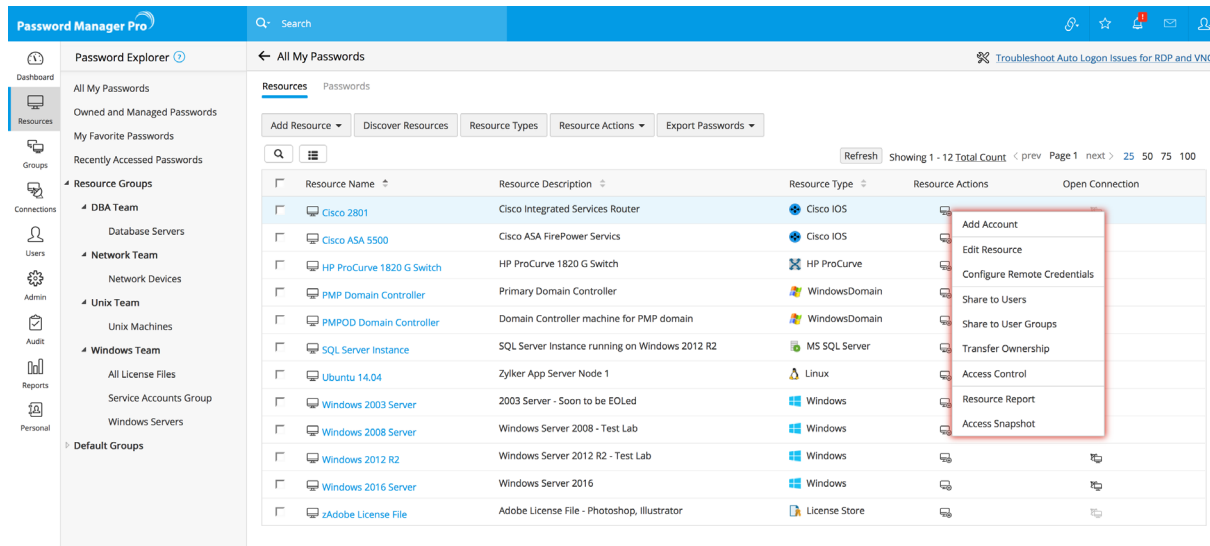 Password Manager Pro
Search
!
Dashboard
Resources
Groups
Connections
Users
Admin
Audit
Reports
Personal
Password Explorer ?
All My Passwords
Owned and Managed Passwords
My Favorite Passwords
Recently Accessed Passwords
Resource Groups
DBA Team
Database Servers
Network Team
Network Devices
Unix Team
Unix Machines
Windows Team
All License Files
Service Accounts Group
Windows Servers
Default Groups
← All My Passwords
Troubleshoot Auto Logon Issues for RDP and VNC
Resources Passwords
Add Resource Discover Resources Resource Types Resource Actions Export Passwords
Refresh Showing 1 - 12 Total Count < prev Page 1 next > 25 50 75 100
Resource Name Resource Description Resource Type Resource Actions Open Connection
Cisco 2801 Cisco Integrated Services Router Cisco IOS
Cisco ASA 5500 Cisco ASA FirePower Servics Cisco IOS
HP ProCurve 1820 G Switch HP ProCurve 1820 G Switch HP ProCurve
PMP Domain Controller Primary Domain Controller WindowsDomain
PMPOD Domain Controller Domain Controller machine for PMP domain WindowsDomain
SQL Server Instance SQL Server Instance running on Windows 2012 R2 MS SQL Server
Ubuntu 14.04 Zylker App Server Node 1 Linux
Windows 2003 Server 2003 Server - Soon to be EOLed Windows
Windows 2008 Server Windows Server 2008 - Test Lab Windows
Windows 2012 R2 Windows Server 2012 R2 - Test Lab Windows
Windows 2016 Server Windows Server 2016 Windows
zAdobe License File Adobe License File - Photoshop, Illustrator License Store
Add Account
Edit Resource
Configure Remote Credentials
Share to Users
Share to User Groups
Transfer Ownership
Access Control
Resource Report
Access Snapshot